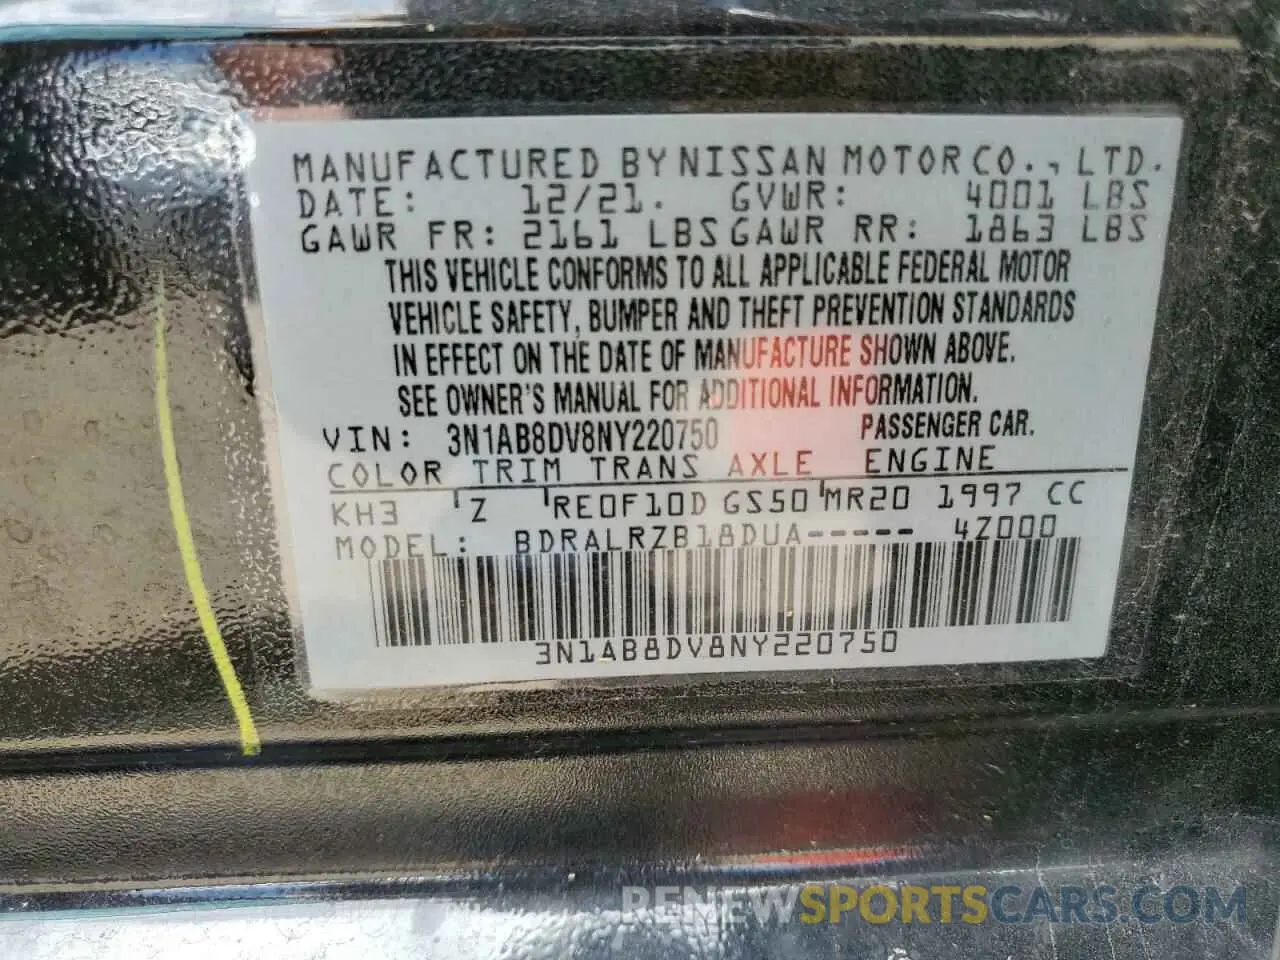 MANUFACTURED BY NISSAN MOTOR CO., LTD.
DATE: 12/21. GVWR: 4001 LBS
GAWR FR: 2161 LBS GAWR RR: 1863 LBS
THIS VEHICLE CONFORMS TO ALL APPLICABLE FEDERAL MOTOR
VEHICLE SAFETY, BUMPER AND THEFT PREVENTION STANDARDS
IN EFFECT ON THE DATE OF MANUFACTURE SHOWN ABOVE.
SEE OWNER'S MANUAL FOR ADDITIONAL INFORMATION.
VIN: 3N1AB8DV8NY220750 PASSENGER CAR.
COLOR TRIM TRANS AXLE ENGINE
KH3 Z RE0F10D GS50 MR20 1997 CC
MODEL: BDRALRZB18DUA----- 4Z000
3N1AB8DV8NY220750
RENEWSPORTSCARS.COM